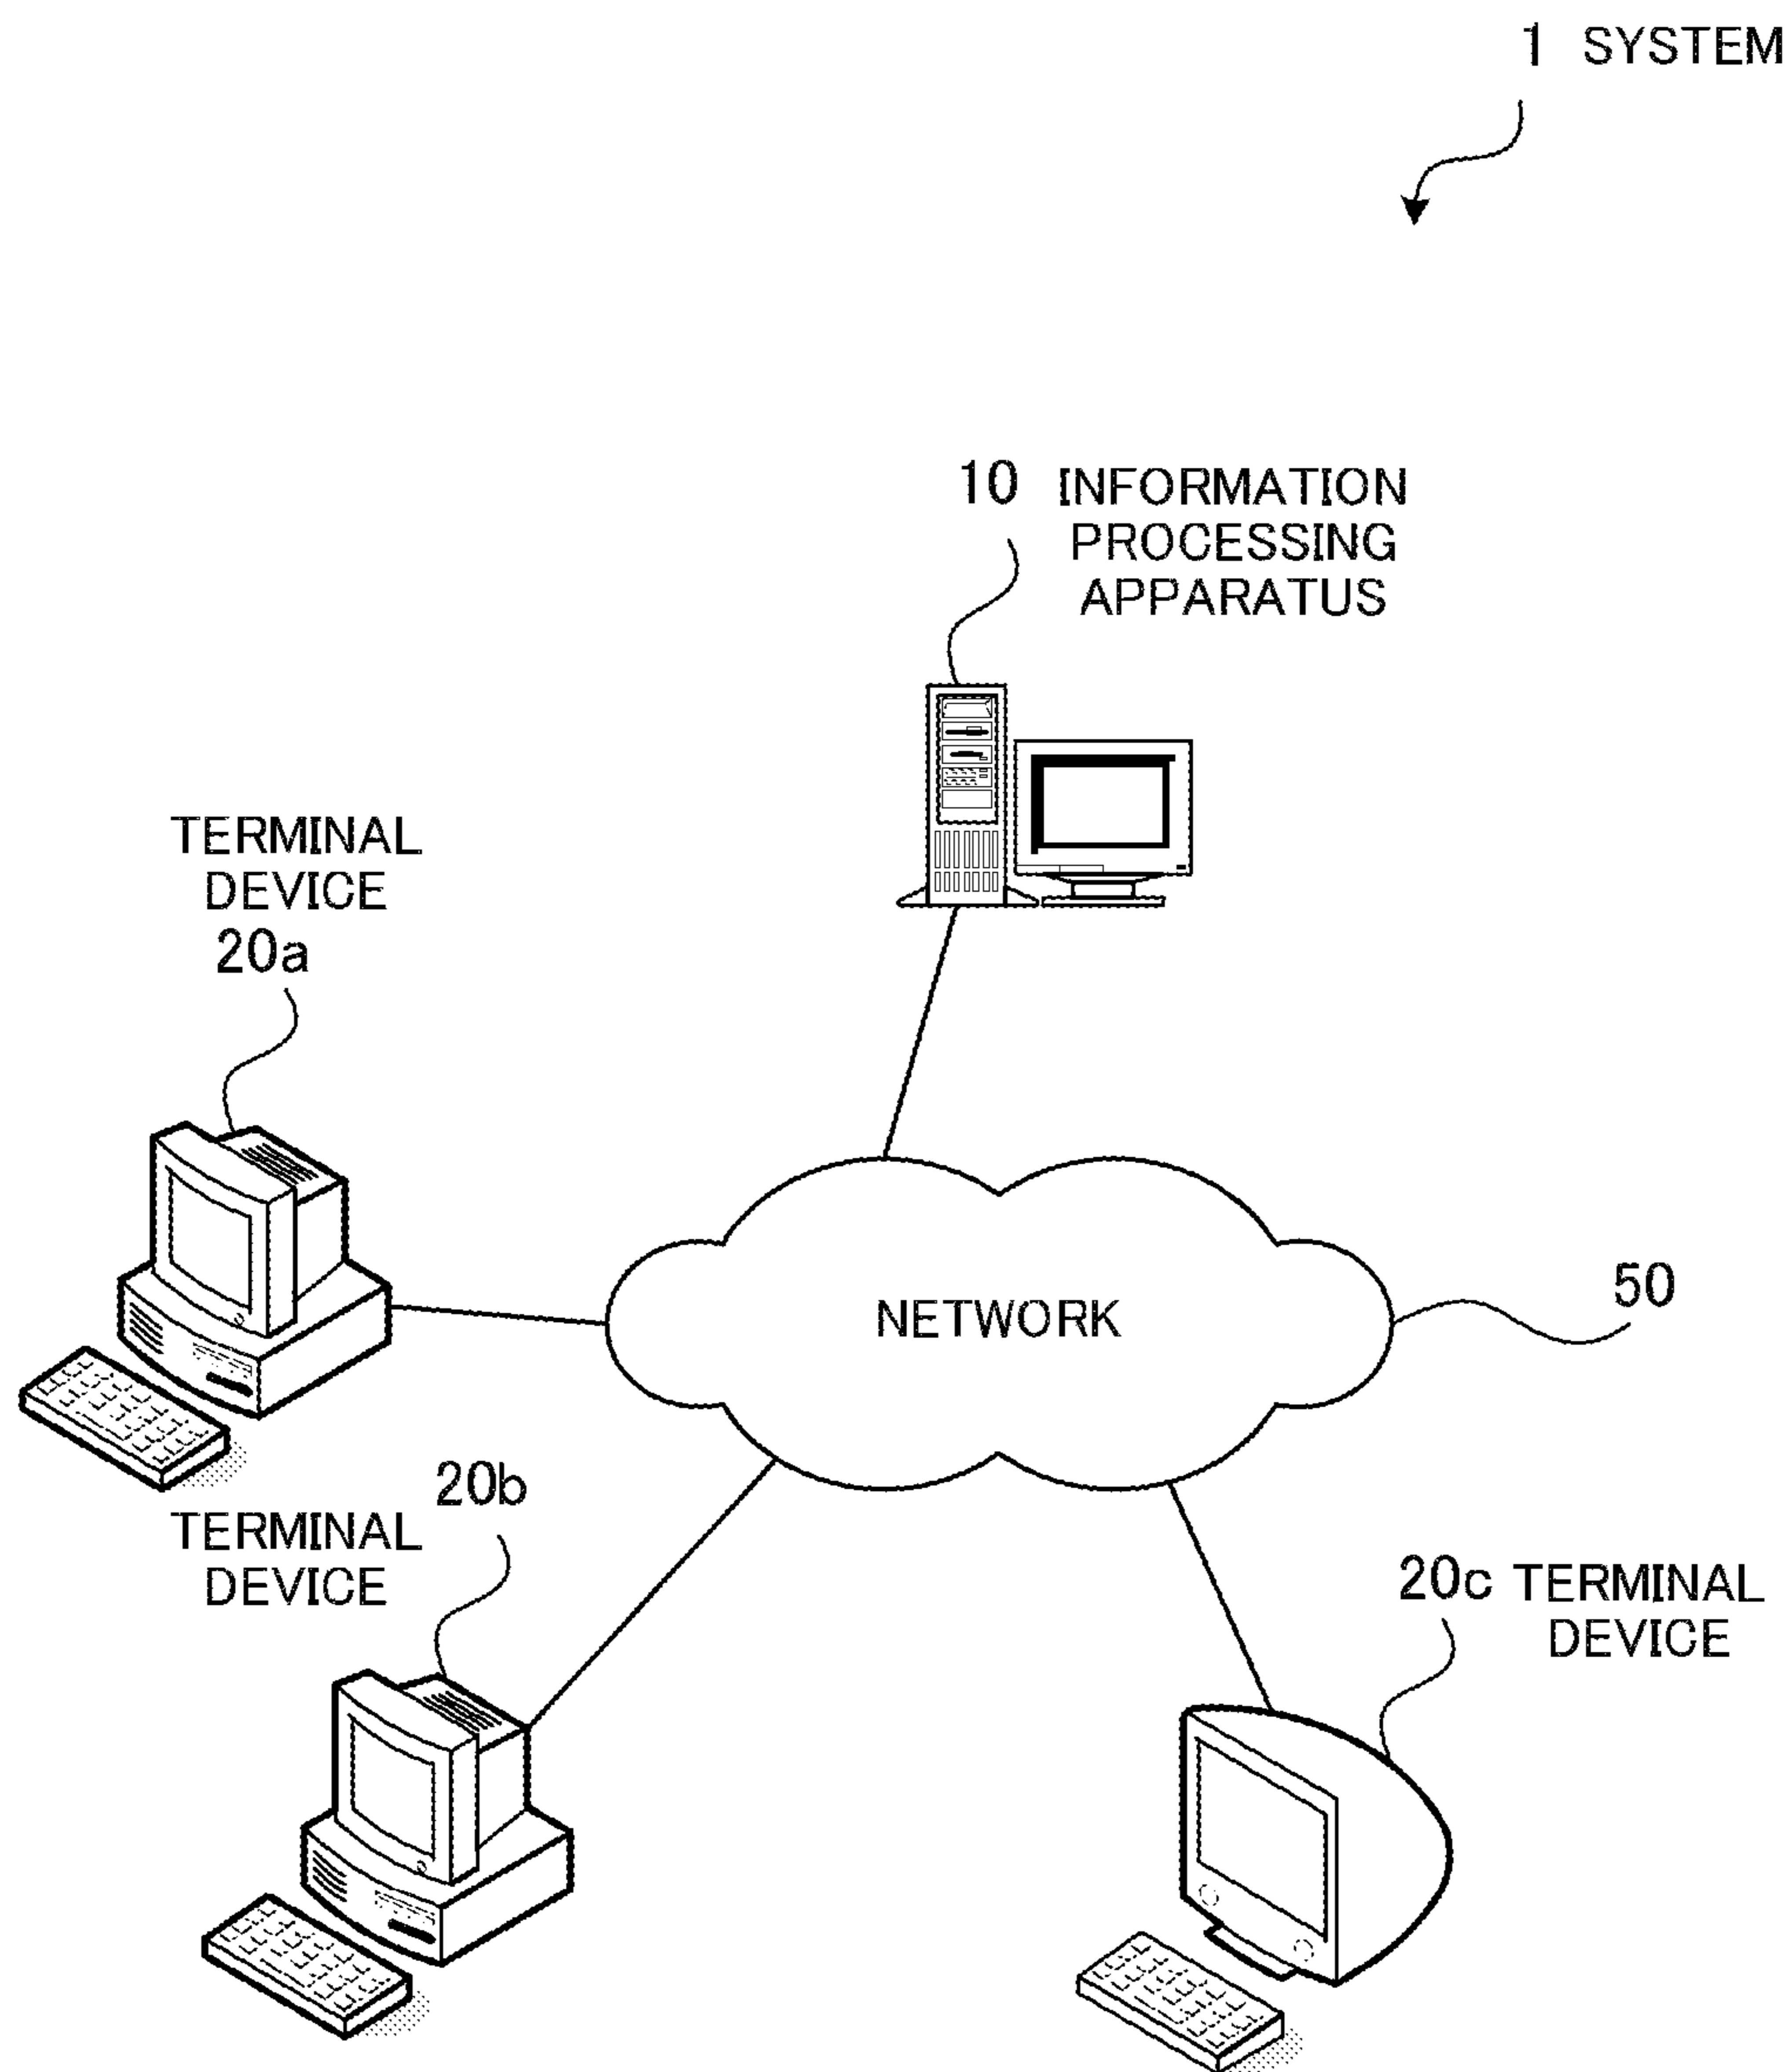 1 SYSTEM
10 INFORMATION
PROCESSING
APPARATUS
TERMINAL
DEVICE
20a
NETWORK
50
20b
TERMINAL
DEVICE
20c TERMINAL
DEVICE